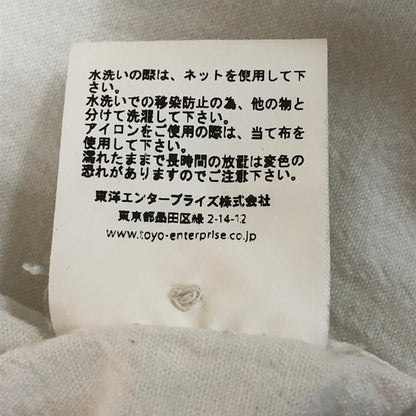 水洗いの際は、ネットを使用して下
さい。
水洗いでの移染防止の為、他の物と
分けて洗濯して下さい。
アイロンをご使用の際は、当て布を
使用して下さい。
濡れたままで長時間の放置は変色の
恐れがありますのでご注意下さい。
東洋エンタープライズ株式会社
東京都墨田区緑 2-14-12
www.toyo-enterprise.co.jp